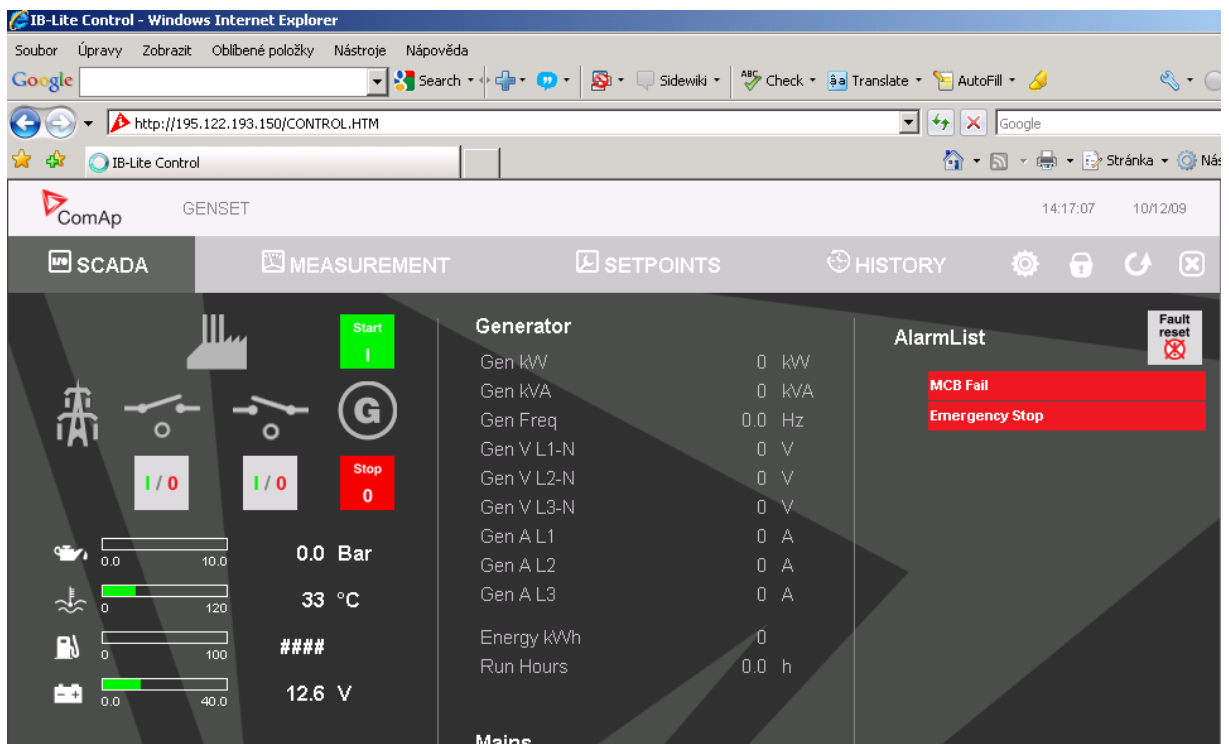 IB-Lite Control - Windows Internet Explorer
Soubor Úpravy Zobrazit Oblíbené položky Nástroje Nápověda
Google Search Sidewiki ABC Check āa Translate AutoFill
http://195.122.193.150/CONTROL.HTM Google
IB-Lite Control Stránka Nás
ComAp GENSET 14:17:07 10/12/09
I/O SCADA MEASUREMENT SETPOINTS HISTORY
Start
I
G
I / 0 I / 0
Stop
0
0.0 10.0 0.0 Bar
0 120 33 °C
0 100 ####
0.0 40.0 12.6 V
Generator
Gen kW 0 kW
Gen kVA 0 kVA
Gen Freq 0.0 Hz
Gen V L1-N 0 V
Gen V L2-N 0 V
Gen V L3-N 0 V
Gen A L1 0 A
Gen A L2 0 A
Gen A L3 0 A
Energy kWh 0
Run Hours 0.0 h
Mains
AlarmList
Fault
reset
MCB Fail
Emergency Stop